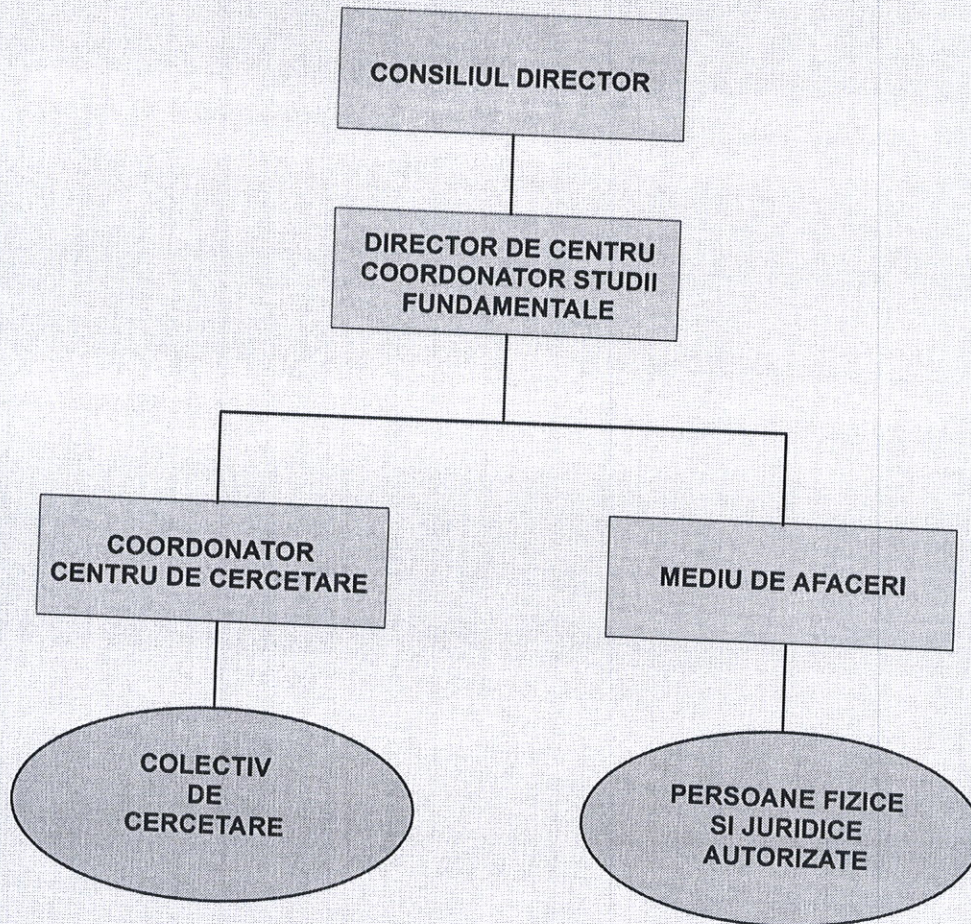 CONSILIUL DIRECTOR
DIRECTOR DE CENTRU
COORDONATOR STUDII
FUNDAMENTALE
COORDONATOR
CENTRU DE CERCETARE
MEDIU DE AFACERI
COLECTIV
DE
CERCETARE
PERSOANE FIZICE
SI JURIDICE
AUTORIZATE